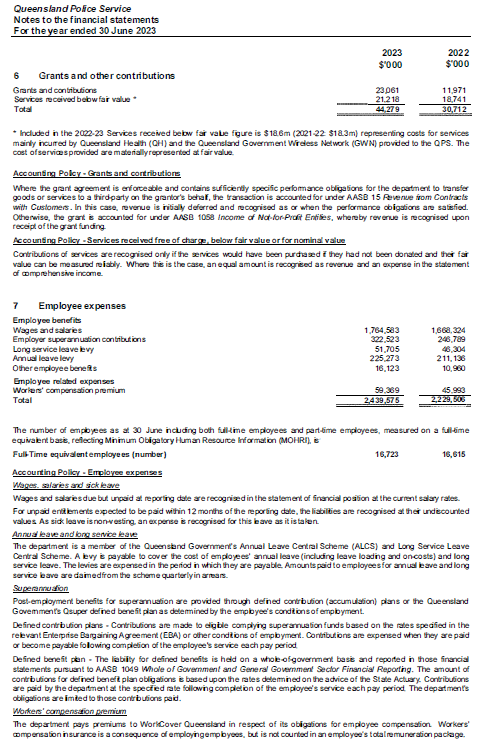 Queensland Police Service
Notes to the financial statements
For the year ended 30 June 2023
2023 2022
$'000 $'000
6 Grants and other contributions
Grants and contributions 23,061 11,971
Services received below fair value * 21,218 18,741
Total 44,279 30,712
* Included in the 2022-23 Services received below fair value figure is $18.6m (2021-22: $18.3m) representing costs for services
mainly incurred by Queensland Health (QH) and the Queensland Government Wireless Network (GWN) provided to the QPS. The
cost of services provided are materially represented at fair value.
Accounting Policy - Grants and contributions
Where the grant agreement is enforceable and contains sufficiently specific performance obligations for the department to transfer
goods or services to a third-party on the grantor's behalf, the transaction is accounted for under AASB 15 Revenue from Contracts
with Customers. In this case, revenue is initially deferred and recognised as or when the performance obligations are satisfied.
Otherwise, the grant is accounted for under AASB 1058 Income of Not-for-Profit Entities, whereby revenue is recognised upon
receipt of the grant funding.
Accounting Policy - Services received free of charge, below fair value or for nominal value
Contributions of services are recognised only if the services would have been purchased if they had not been donated and their fair
value can be measured reliably. Where this is the case, an equal amount is recognised as revenue and an expense in the statement
of comprehensive income.
7 Employee expenses
Employee benefits
Wages and salaries 1,764,583 1,668,324
Employer superannuation contributions 322,523 246,789
Long service leave levy 51,705 46,304
Annual leave levy 225,273 211,136
Other employee benefits 16,123 10,960
Employee related expenses
Workers' compensation premium 59,369 45,993
Total 2,439,575 2,229,506
The number of employees as at 30 June including both full-time employees and part-time employees, measured on a full-time
equivalent basis, reflecting Minimum Obligatory Human Resource Information (MOHRI), is
Full-Time equivalent employees (number) 16,723 16,615
Accounting Policy - Employee expenses
Wages, salaries and sick leave
Wages and salaries due but unpaid at reporting date are recognised in the statement of financial position at the current salary rates.
For unpaid entitlements expected to be paid within 12 months of the reporting date, the liabilities are recognised at their undiscounted
values. As sick leave is non-vesting, an expense is recognised for this leave as it is taken.
Annual leave and long service leave
The department is a member of the Queensland Government's Annual Leave Central Scheme (ALCS) and Long Service Leave
Central Scheme. A levy is payable to cover the cost of employees' annual leave (including leave loading and on-costs) and long
service leave. The levies are expensed in the period in which they are payable. Amounts paid to employees for annual leave and long
service leave are claimed from the scheme quarterly in arrears.
Superannuation
Post-employment benefits for superannuation are provided through defined contribution (accumulation) plans or the Queensland
Government's Qsuper defined benefit plan as determined by the employee's conditions of employment.
Defined contribution plans - Contributions are made to eligible complying superannuation funds based on the rates specified in the
relevant Enterprise Bargaining Agreement (EBA) or other conditions of employment. Contributions are expensed when they are paid
or become payable following completion of the employee's service each pay period.
Defined benefit plan - The liability for defined benefits is held on a whole-of-government basis and reported in those financial
statements pursuant to AASB 1049 Whole of Government and General Government Sector Financial Reporting. The amount of
contributions for defined benefit plan obligations is based upon the rates determined on the advice of the State Actuary. Contributions
are paid by the department at the specified rate following completion of the employee's service each pay period. The department's
obligations are limited to those contributions paid.
Workers' compensation premium
The department pays premiums to WorkCover Queensland in respect of its obligations for employee compensation. Workers'
compensation insurance is a consequence of employing employees, but is not counted in an employee's total remuneration package.